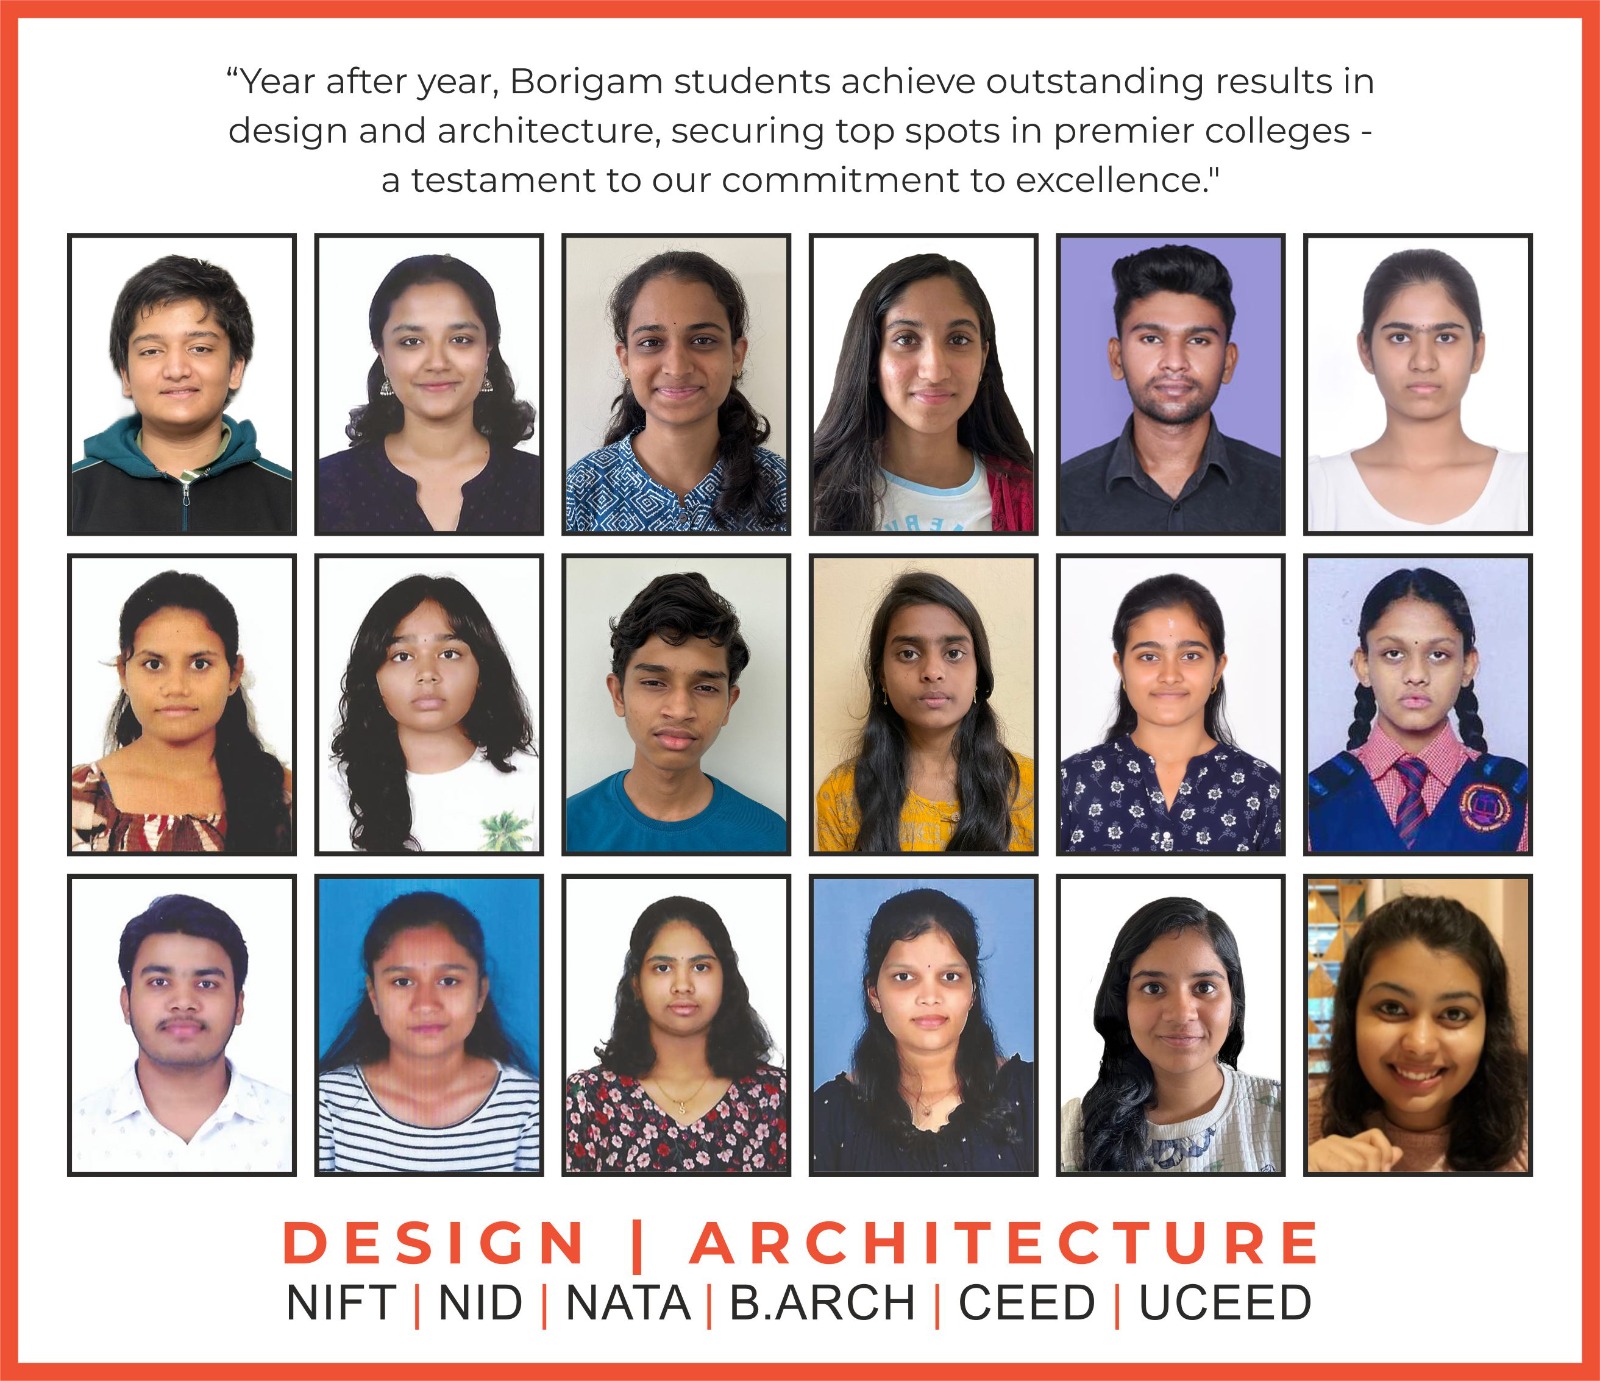 “Year after year, Borigam students achieve outstanding results in
design and architecture, securing top spots in premier colleges -
a testament to our commitment to excellence."
DESIGN | ARCHITECTURE
NIFT | NID | NATA | B.ARCH | CEED | UCEED